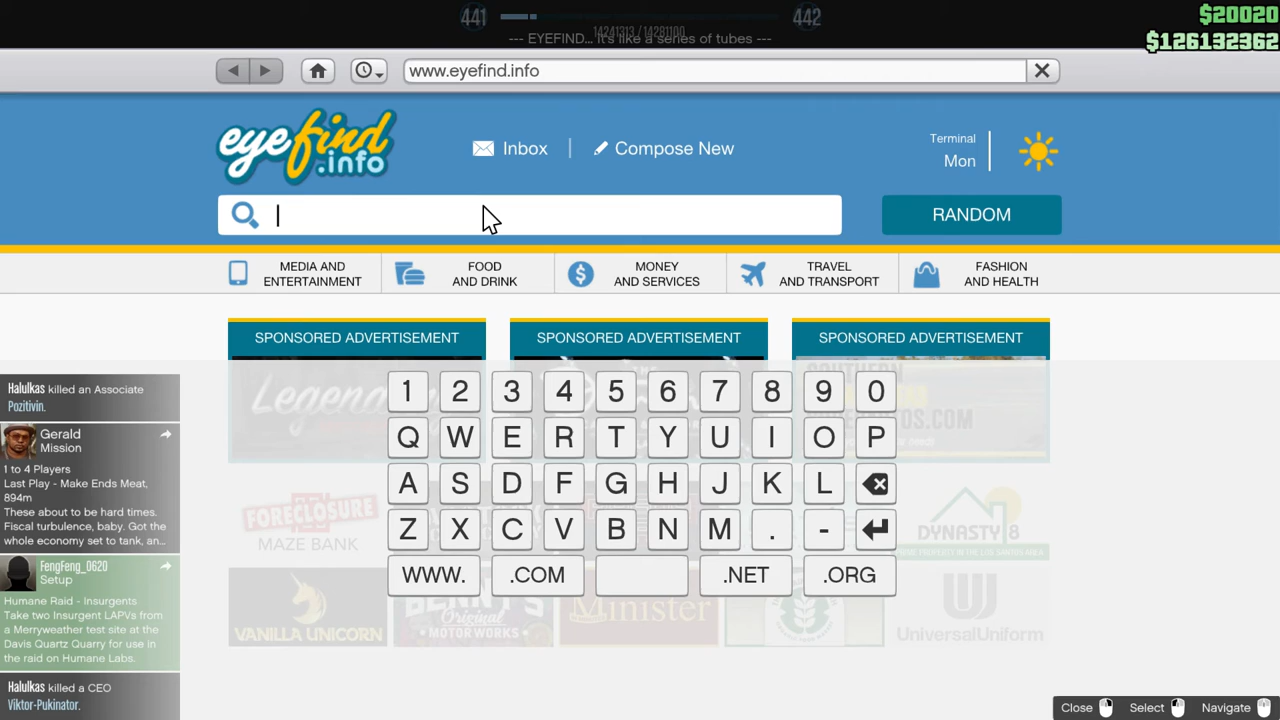 441
442
14241313 / 14281100
--- EYEFIND... It's like a series of tubes ---
$20020
$126132362
www.eyefind.info
eyefind
.info
Inbox
Compose New
Terminal
Mon
RANDOM
MEDIA AND
ENTERTAINMENT
FOOD
AND DRINK
MONEY
AND SERVICES
TRAVEL
AND TRANSPORT
FASHION
AND HEALTH
SPONSORED ADVERTISEMENT
SPONSORED ADVERTISEMENT
SPONSORED ADVERTISEMENT
1 2 3 4 5 6 7 8 9 0
Q W E R T Y U I O P
A S D F G H J K L
Z X C V B N M . -
WWW. .COM .NET .ORG
FORECLOSURE
MAZE BANK
DYNASTY 8
VANILLA UNICORN
BENNY'S
Original
MOTOR WORKS
Minister
UniversalUniform
Halulkas killed an Associate
Pozitivin.
Gerald
Mission
1 to 4 Players
Last Play - Make Ends Meat,
894m
These about to be hard times.
Fiscal turbulence, baby. Got the
whole economy set to tank, an...
FengFeng_0620
Setup
Humane Raid - Insurgents
Take two Insurgent LAPVs from
a Merryweather test site at the
Davis Quartz Quarry for use in
the raid on Humane Labs.
Halulkas killed a CEO
Viktor-Pukinator.
Close
Select
Navigate